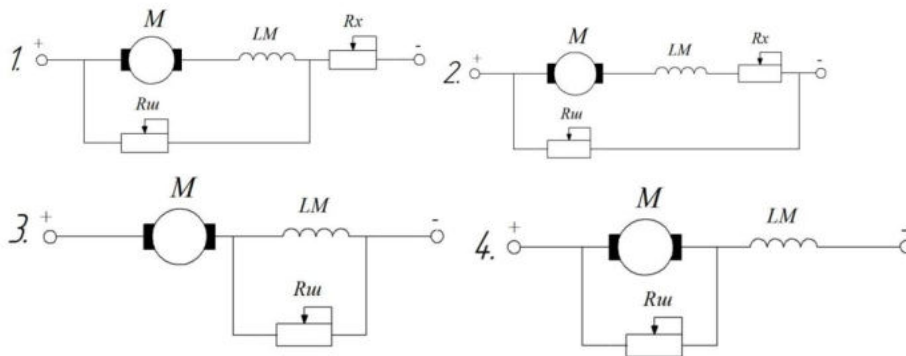 1. + M LM Rx -
Rш
2. + M LM Rx -
Rш
3. + M LM -
Rш
4. + M LM -
Rш